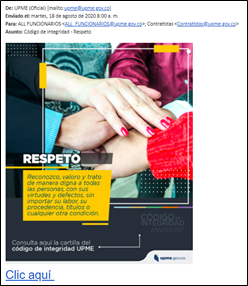 De: UPME (Oficial) [mailto:upme@upme.gov.co]
Enviado el: martes, 18 de agosto de 2020 8:00 a. m.
Para: ALL FUNCIONARIOS <ALL_FUNCIONARIOS@upme.gov.co>; Contratistas <Contratistas@upme.gov.co>
Asunto: Código de integridad - Respeto
RESPETO
Reconozco, valoro y trato
de manera digna a todas
las personas, con sus
virtudes y defectos, sin
importar su labor, su
procedencia, títulos o
cualquier otra condición.
CÓDIGO DE
INTEGRIDAD
Consulta aquí la cartilla del
código de integridad UPME
upme
Clic aquí